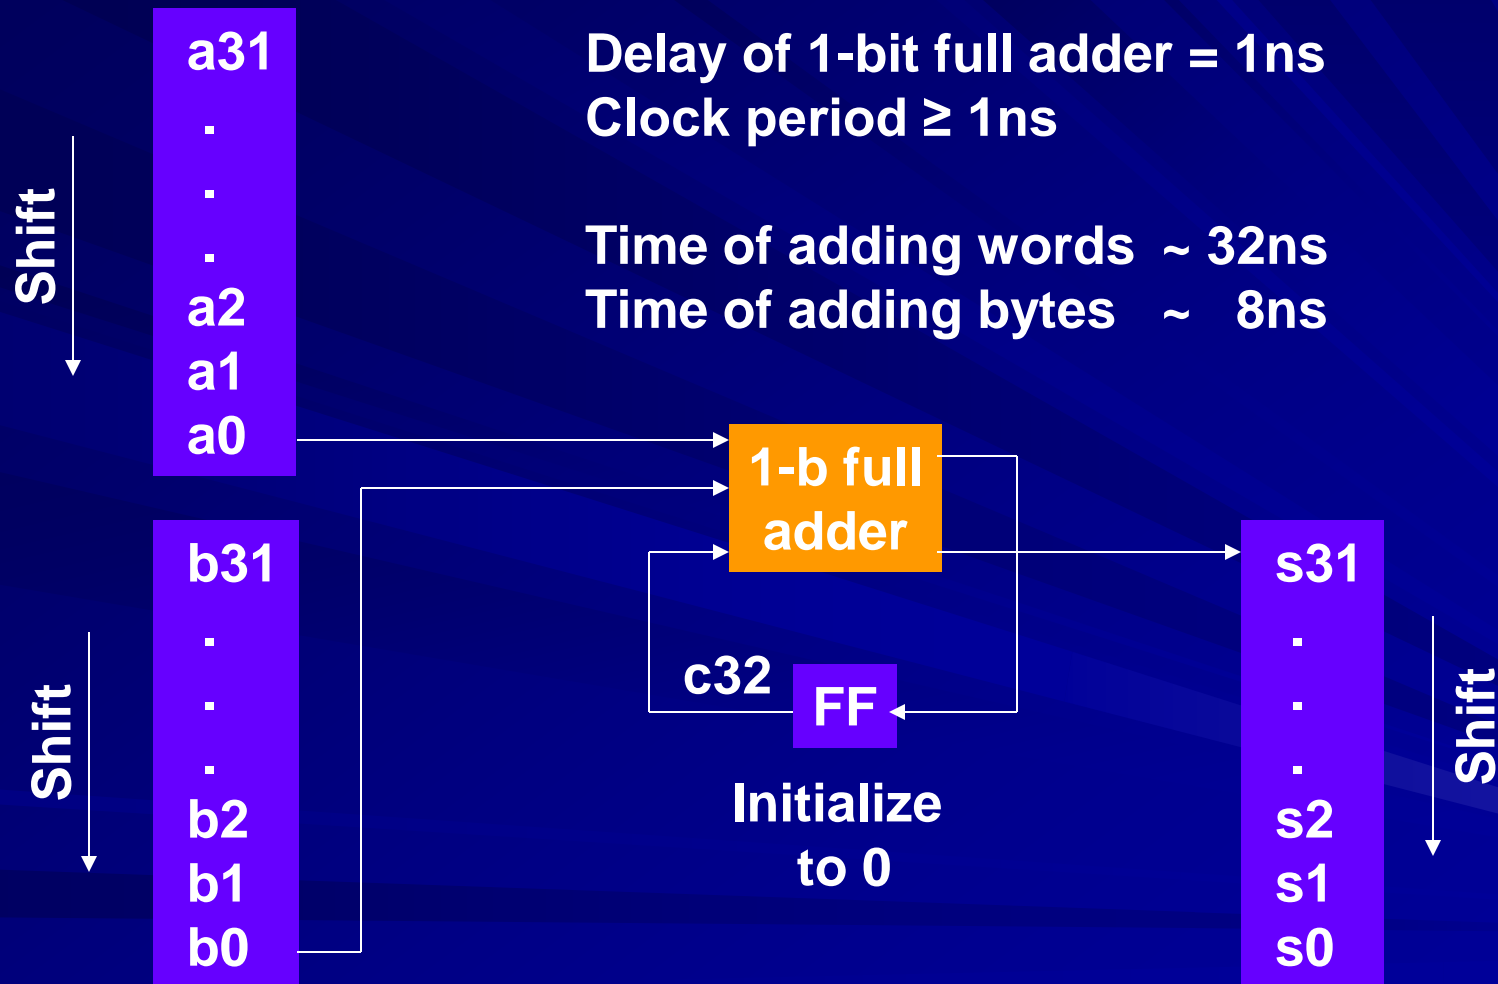 Delay of 1-bit full adder = 1ns
Clock period ≥ 1ns
Time of adding words ~ 32ns
Time of adding bytes ~ 8ns
Shift
a31
.
.
.
a2
a1
a0
Shift
b31
.
.
.
b2
b1
b0
1-b full
adder
c32
FF
Initialize
to 0
s31
.
.
.
s2
s1
s0
Shift